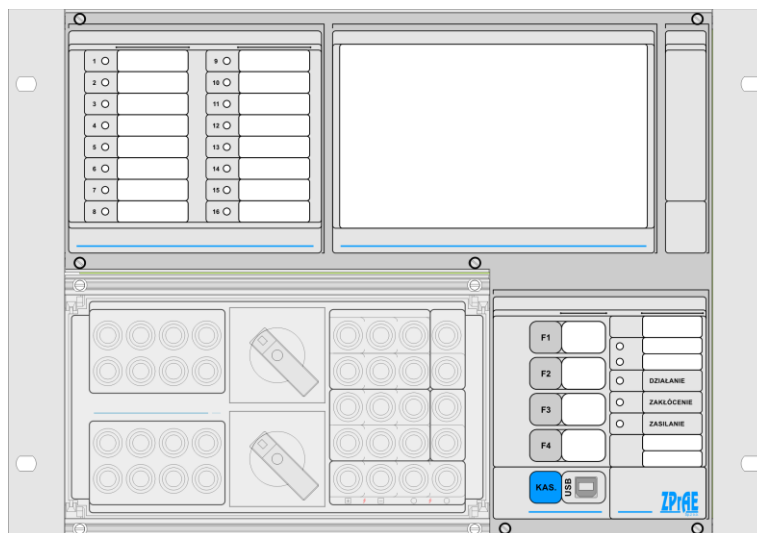 1
9
2
10
3
11
4
12
5
13
6
14
7
15
8
16
F1
F2
DZIAŁANIE
F3
ZAKŁÓCENIE
ZASILANIE
F4
KAS.
USB
ZPrAE